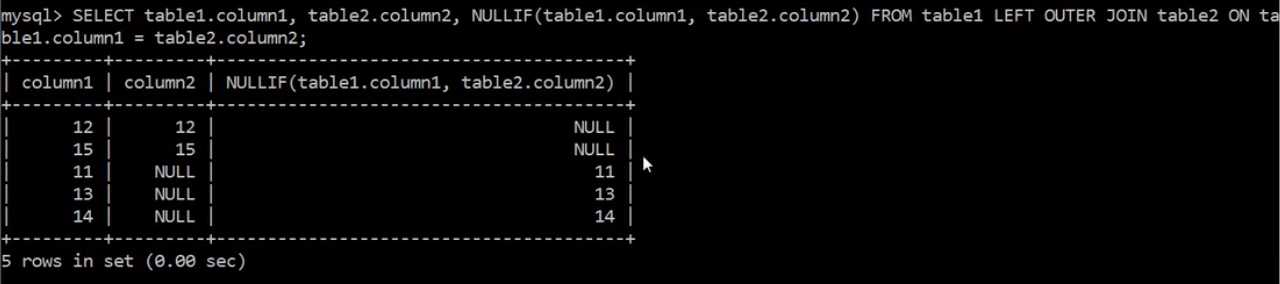 mysql> SELECT table1.column1, table2.column2, NULLIF(table1.column1, table2.column2) FROM table1 LEFT OUTER JOIN table2 ON ta
ble1.column1 = table2.column2;
+---------+---------+----------------------------------------+
| column1 | column2 | NULLIF(table1.column1, table2.column2) |
+---------+---------+----------------------------------------+
|      12 |      12 |                                   NULL |
|      15 |      15 |                                   NULL |
|      11 |    NULL |                                     11 |
|      13 |    NULL |                                     13 |
|      14 |    NULL |                                     14 |
+---------+---------+----------------------------------------+
5 rows in set (0.00 sec)